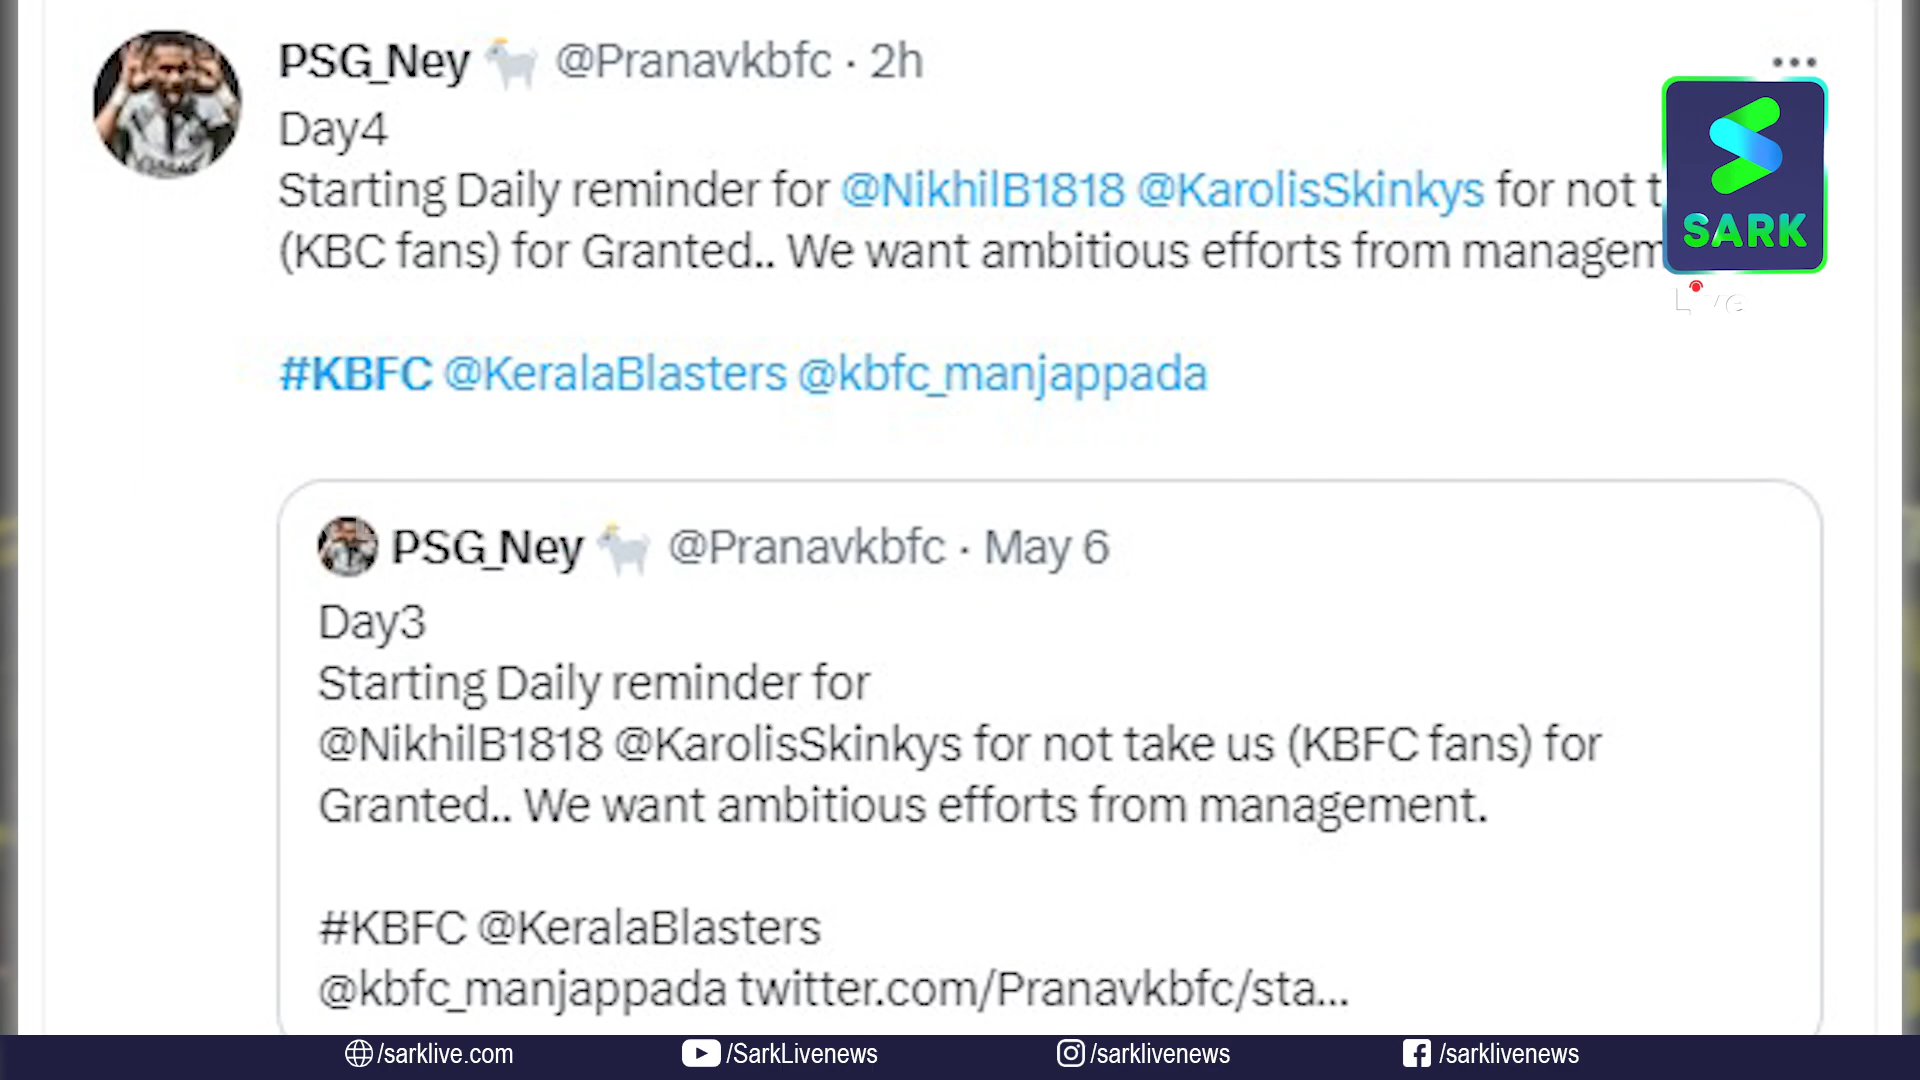 PSG_Ney @Pranavkbfc · 2h
Day4
Starting Daily reminder for @NikhilB1818 @KarolisSkinkys for not t
(KBC fans) for Granted.. We want ambitious efforts from managem
#KBFC @KeralaBlasters @kbfc_manjappada
PSG_Ney @Pranavkbfc · May 6
Day3
Starting Daily reminder for
@NikhilB1818 @KarolisSkinkys for not take us (KBFC fans) for
Granted.. We want ambitious efforts from management.
#KBFC @KeralaBlasters
@kbfc_manjappada twitter.com/Pranavkbfc/sta...
SARK
/sarklive.com /SarkLivenews /sarklivenews /sarklivenews